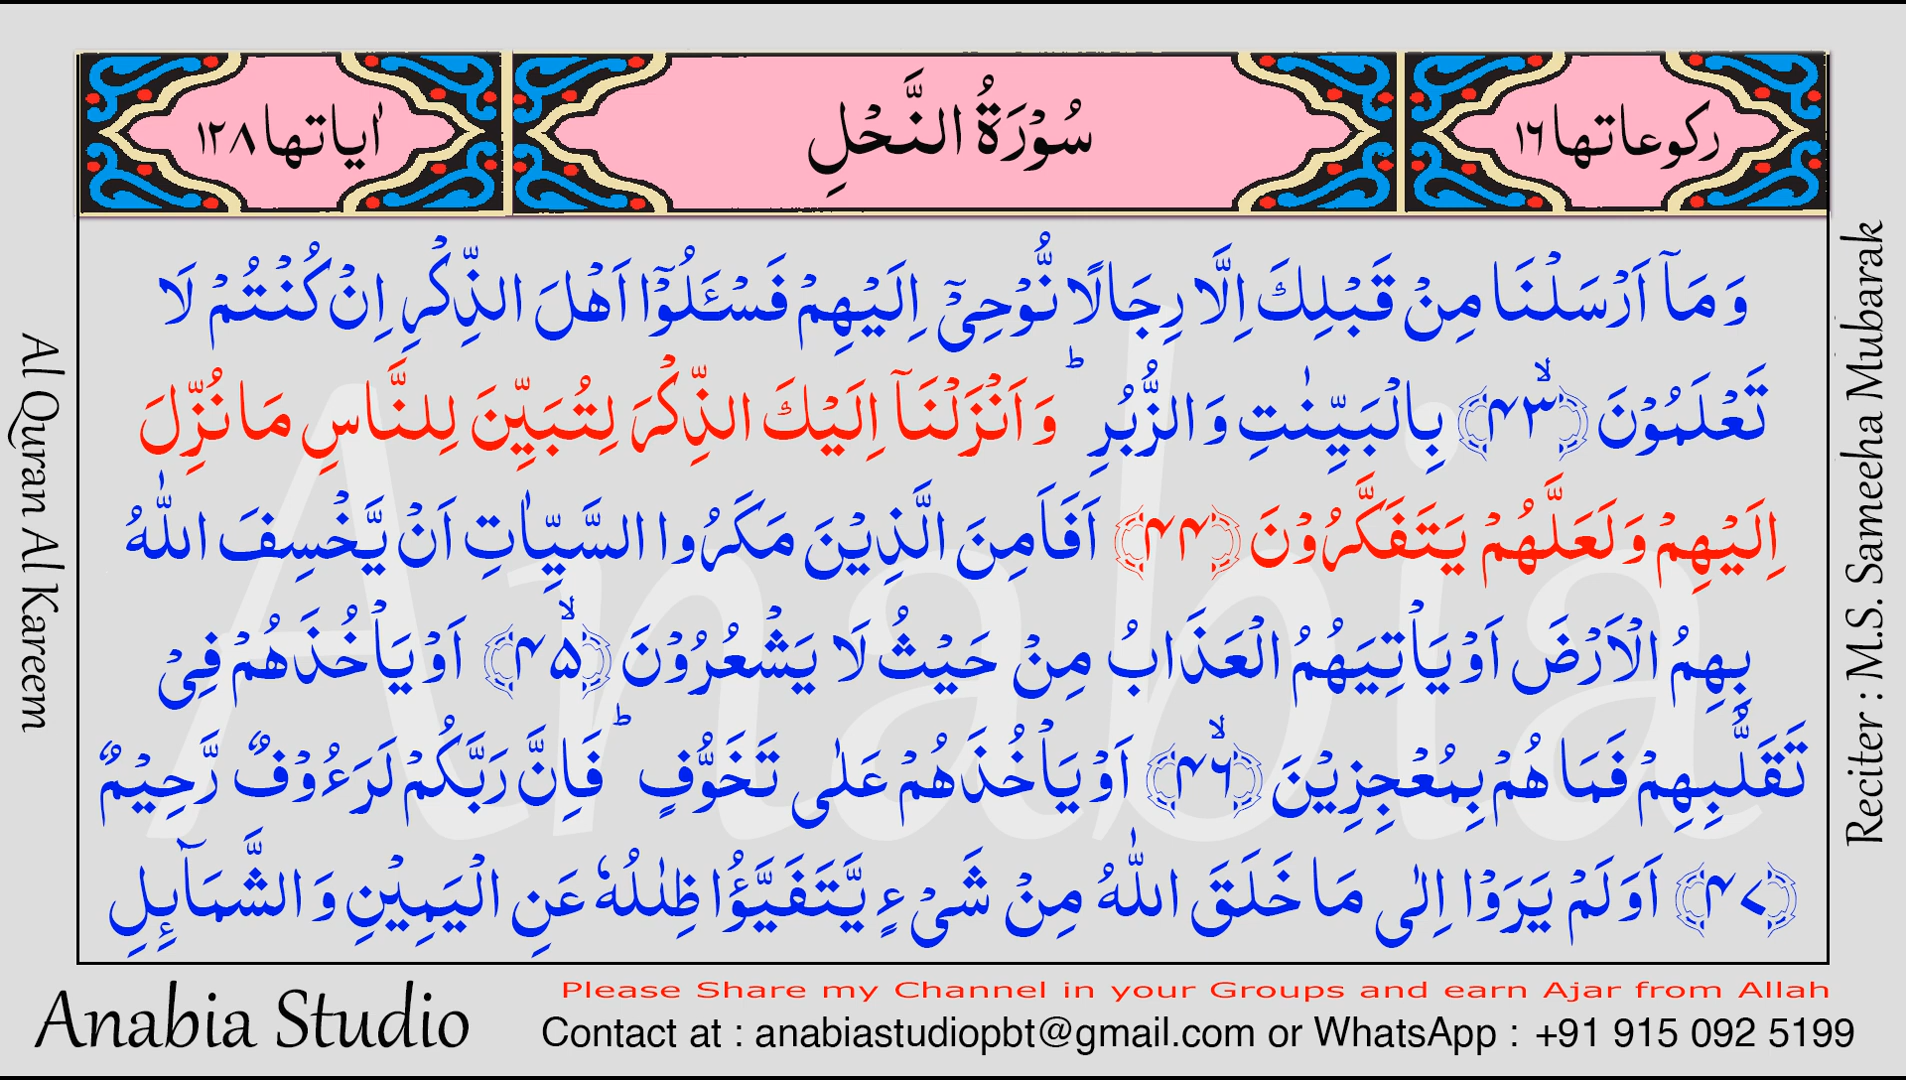 رکوعاتها ۱۶
سُوْرَةُ النَّحْلِ
اٰیاتها ۱۲۸
وَ مَاۤ اَرْسَلْنَا مِنْ قَبْلِكَ اِلَّا رِجَالًا نُّوْحِیْۤ اِلَیْهِمْ فَسْـَٔلُوْۤا اَهْلَ الذِّكْرِ اِنْ كُنْتُمْ لَا
تَعْلَمُوْنَ ﴿۴۳﴾ۙ بِالْبَیِّنٰتِ وَ الزُّبُرِ ؕ وَ اَنْزَلْنَاۤ اِلَیْكَ الذِّكْرَ لِتُبَیِّنَ لِلنَّاسِ مَا نُزِّلَ
اِلَیْهِمْ وَ لَعَلَّهُمْ یَتَفَكَّرُوْنَ ﴿۴۴﴾ اَفَاَمِنَ الَّذِیْنَ مَكَرُوا السَّیِّاٰتِ اَنْ یَّخْسِفَ اللّٰهُ
بِهِمُ الْاَرْضَ اَوْ یَاْتِیَهُمُ الْعَذَابُ مِنْ حَیْثُ لَا یَشْعُرُوْنَ ﴿۴۵﴾ۙ اَوْ یَاْخُذَهُمْ فِیْ
تَقَلُّبِهِمْ فَمَا هُمْ بِمُعْجِزِیْنَ ﴿۴۶﴾ۙ اَوْ یَاْخُذَهُمْ عَلٰی تَخَوُّفٍ ؕ فَاِنَّ رَبَّكُمْ لَرَءُوْفٌ رَّحِیْمٌ
﴿۴۷﴾ اَوَ لَمْ یَرَوْا اِلٰی مَا خَلَقَ اللّٰهُ مِنْ شَیْءٍ یَّتَفَیَّؤُا ظِلٰلُهٗ عَنِ الْیَمِیْنِ وَ الشَّمَآىِٕلِ
Al Quran Al Kareem
Reciter : M.S. Sameeha Mubarak
Anabia
Anabia Studio
Please Share my Channel in your Groups and earn Ajar from Allah
Contact at : anabiastudiopbt@gmail.com or WhatsApp : +91 915 092 5199